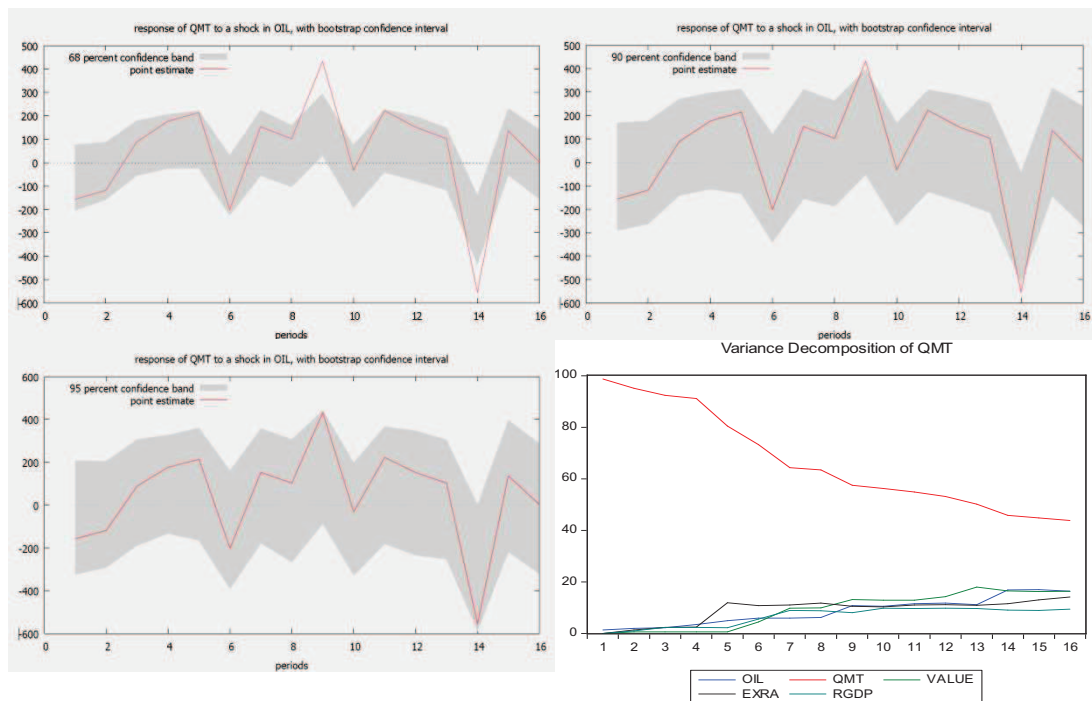 response of QMT to a shock in OIL, with bootstrap confidence interval
68 percent confidence band
point estimate
500
400
300
200
100
0
-100
-200
-300
-400
-500
-600
0 2 4 6 8 10 12 14 16
periods
response of QMT to a shock in OIL, with bootstrap confidence interval
90 percent confidence band
point estimate
500
400
300
200
100
0
-100
-200
-300
-400
-500
-600
0 2 4 6 8 10 12 14 16
periods
response of QMT to a shock in OIL, with bootstrap confidence interval
95 percent confidence band
point estimate
600
400
200
0
-200
-400
-600
0 2 4 6 8 10 12 14 16
periods
Variance Decomposition of QMT
100
80
60
40
20
0
1 2 3 4 5 6 7 8 9 10 11 12 13 14 15 16
OIL QMT VALUE
EXRA RGDP